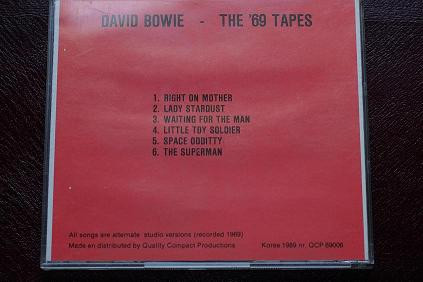 DAVID BOWIE - THE '69 TAPES
1. RIGHT ON MOTHER
2. LADY STARDUST
3. WAITING FOR THE MAN
4. LITTLE TOY SOLDIER
5. SPACE ODDITTY
6. THE SUPERMAN
All songs are alternate studio versions (recorded 1969)
Made en distributed by Quality Compact Productions Korea 1989 nr. QCP 69006